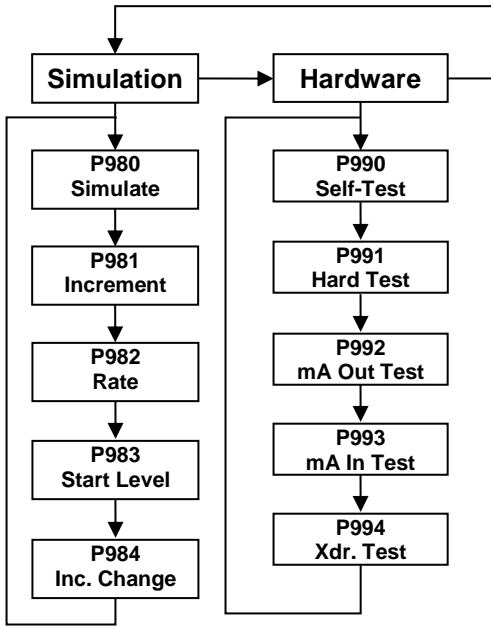 Simulation
Hardware
P980
Simulate
P981
Increment
P982
Rate
P983
Start Level
P984
Inc. Change
P990
Self-Test
P991
Hard Test
P992
mA Out Test
P993
mA In Test
P994
Xdr. Test